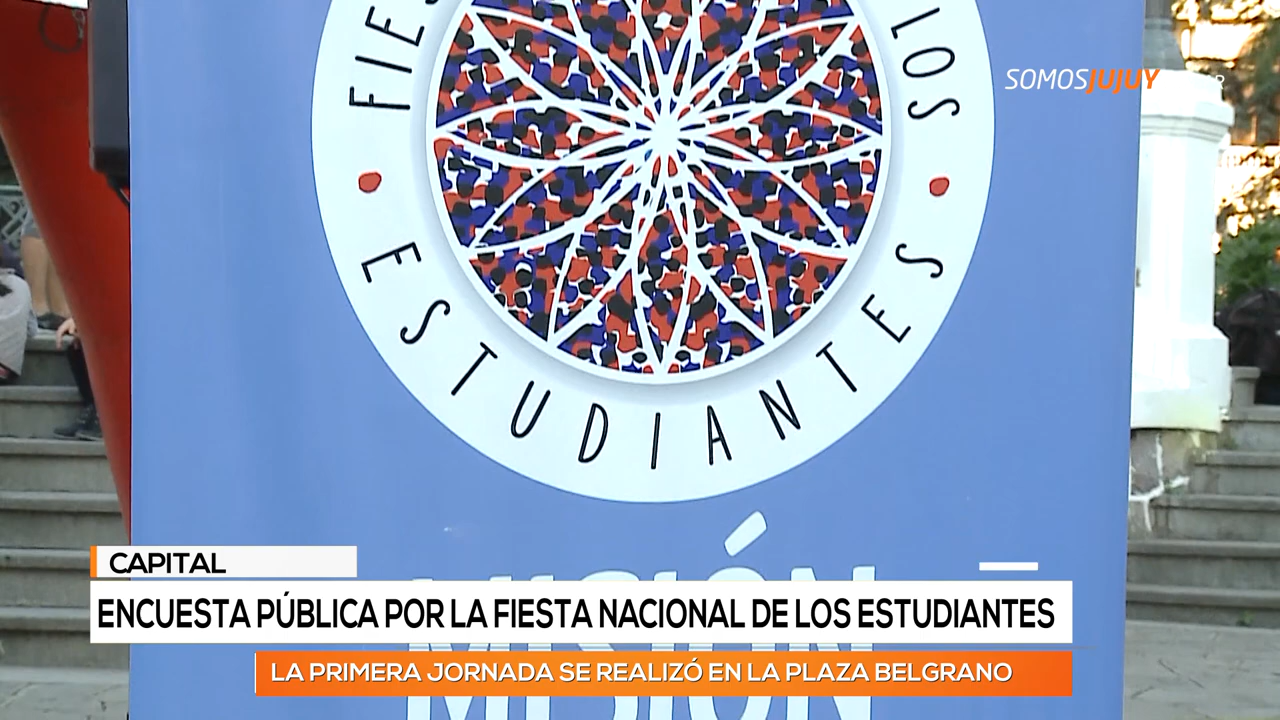 FIES
LOS
SOMOSJUJUY
ESTUDIANTES
CAPITAL
ENCUESTA PÚBLICA POR LA FIESTA NACIONAL DE LOS ESTUDIANTES
MISIÓN
LA PRIMERA JORNADA SE REALIZÓ EN LA PLAZA BELGRANO